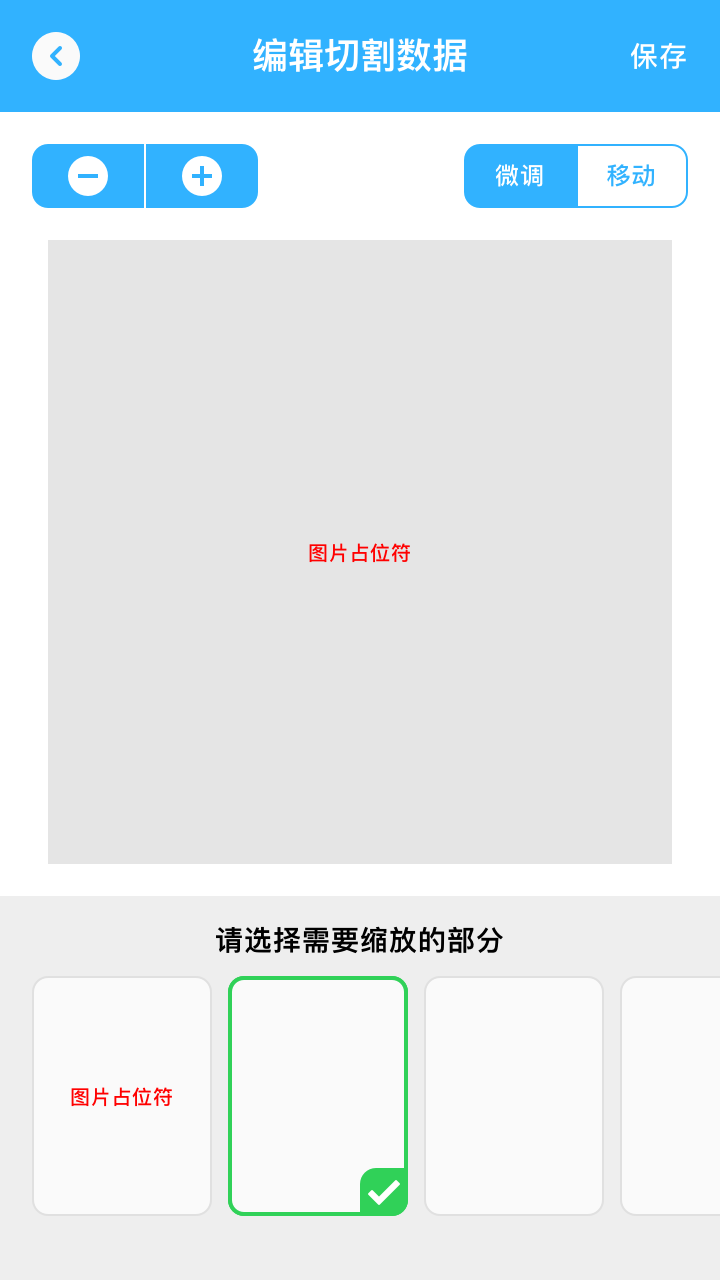 编辑切割数据
保存
微调
移动
图片占位符
请选择需要缩放的部分
图片占位符